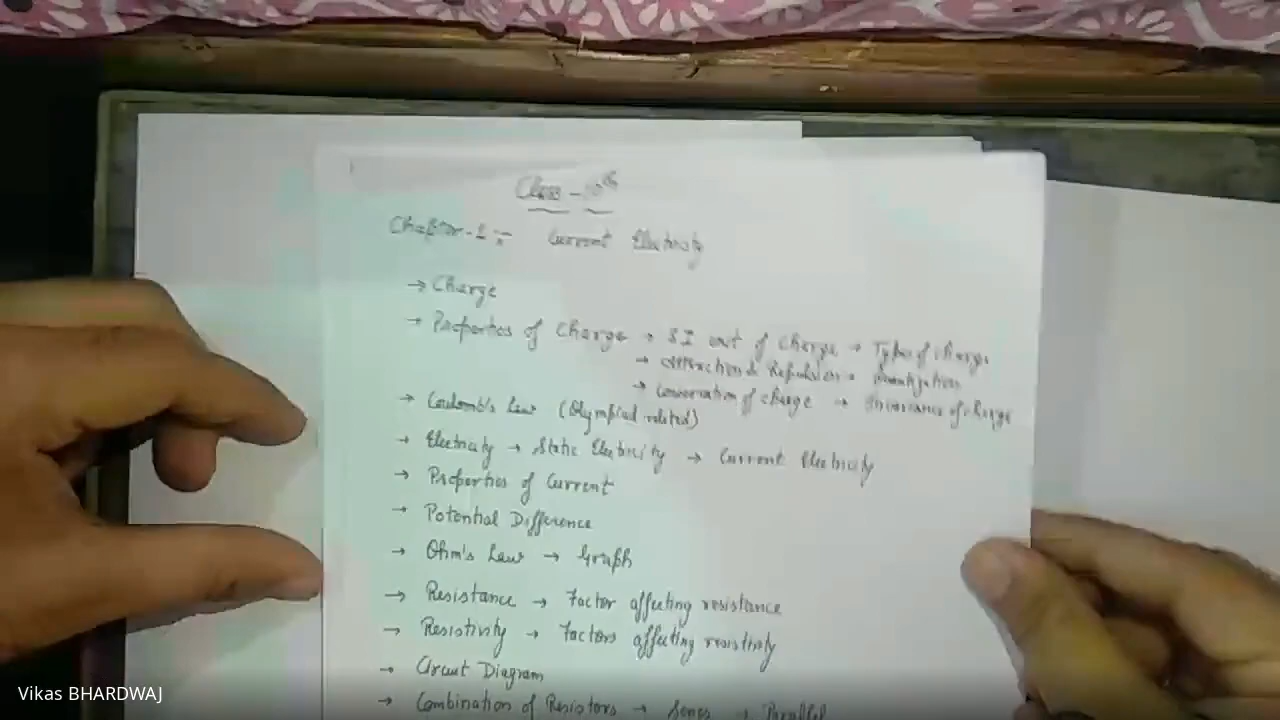 Class - 10th
Chapter-1 :- Current Electricity
→ Charge
→ Properties of Charge → SI unit of Charge → Types of charge
→ Attraction & Repulsion → Quantization
→ Conservation of charge → Invariance of charge
→ Coulomb's Law (Olympiad related)
→ Electricity → Static Electricity → Current Electricity
→ Properties of Current
→ Potential Difference
→ Ohm's Law → Graph
→ Resistance → Factor affecting resistance
→ Resistivity → Factors affecting resistivity
→ Circuit Diagram
→ Combination of Resistors → Series → Parallel
Vikas BHARDWAJ